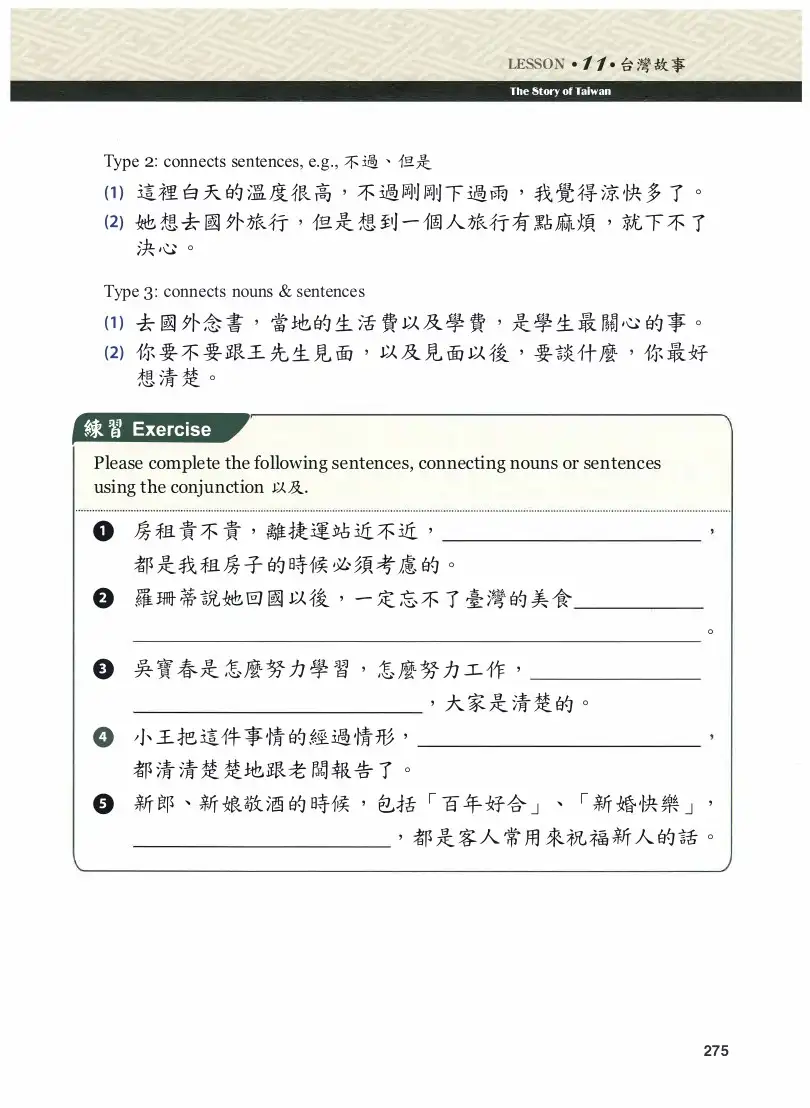 LESSON • 11 • 台灣故事
The Story of Taiwan
Type 2: connects sentences, e.g., 不過、但是
(1) 這裡白天的溫度很高，不過剛剛下過雨，我覺得涼快多了。
(2) 她想去國外旅行，但是想到一個人旅行有點麻煩，就下不了
決心。
Type 3: connects nouns & sentences
(1) 去國外念書，當地的生活費以及學費，是學生最關心的事。
(2) 你要不要跟王先生見面，以及見面以後，要談什麼，你最好
想清楚。
練習 Exercise
Please complete the following sentences, connecting nouns or sentences
using the conjunction 以及.
1 房租貴不貴，離捷運站近不近，____________________，
都是我租房子的時候必須考慮的。
2 羅珊蒂說她回國以後，一定忘不了臺灣的美食__________
____________________________________________。
3 吳寶春是怎麼努力學習，怎麼努力工作，_____________
______________________，大家是清楚的。
4 小王把這件事情的經過情形，______________________，
都清清楚楚地跟老闆報告了。
5 新郎、新娘敬酒的時候，包括「百年好合」、「新婚快樂」，
____________________，都是客人常用來祝福新人的話。
275